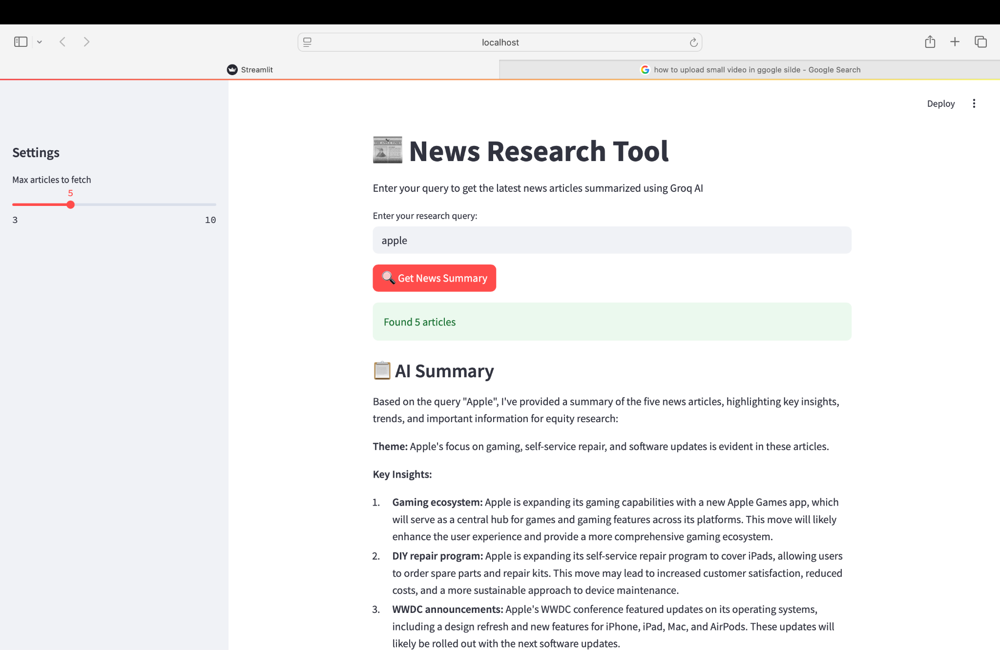 localhost
Streamlit
how to upload small video in ggogle silde - Google Search
Deploy
Settings
Max articles to fetch
5
3 10
THE APPLE TIMES
News Research Tool
Enter your query to get the latest news articles summarized using Groq AI
Enter your research query:
apple
Get News Summary
Found 5 articles
AI Summary
Based on the query "Apple", I've provided a summary of the five news articles, highlighting key insights,
trends, and important information for equity research:
Theme: Apple's focus on gaming, self-service repair, and software updates is evident in these articles.
Key Insights:
1. Gaming ecosystem: Apple is expanding its gaming capabilities with a new Apple Games app, which
will serve as a central hub for games and gaming features across its platforms. This move will likely
enhance the user experience and provide a more comprehensive gaming ecosystem.
2. DIY repair program: Apple is expanding its self-service repair program to cover iPads, allowing users
to order spare parts and repair kits. This move may lead to increased customer satisfaction, reduced
costs, and a more sustainable approach to device maintenance.
3. WWDC announcements: Apple's WWDC conference featured updates on its operating systems,
including a design refresh and new features for iPhone, iPad, Mac, and AirPods. These updates will
likely be rolled out with the next software updates.